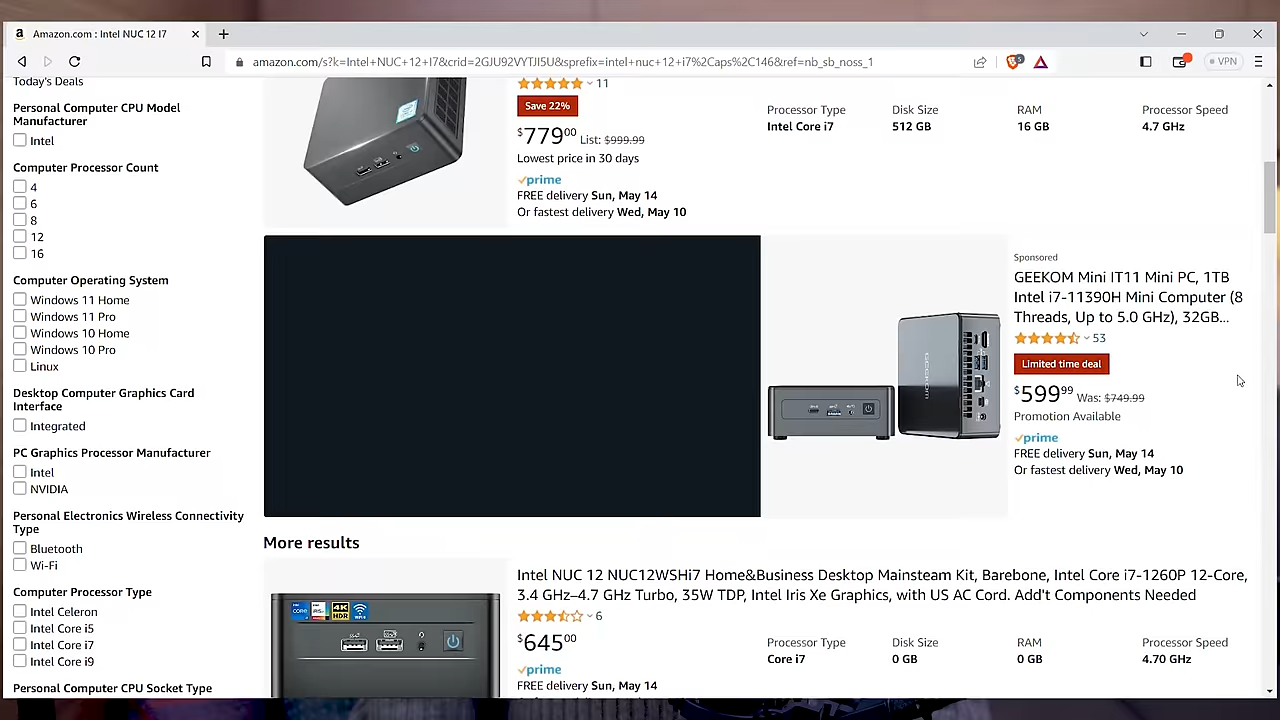 Amazon.com : Intel NUC 12 I7
amazon.com/s?k=Intel+NUC+12+I7&crid=2UU92VYTJI5U&sprefix=intel+nuc+12+i7%2Caps%2C146&ref=nb_sb_noss_1
VPN
Today's Deals
Personal Computer CPU Model
Manufacturer
Intel
Computer Processor Count
4
6
8
12
16
Computer Operating System
Windows 11 Home
Windows 11 Pro
Windows 10 Home
Windows 10 Pro
Linux
Desktop Computer Graphics Card
Interface
Integrated
PC Graphics Processor Manufacturer
Intel
NVIDIA
Personal Electronics Wireless Connectivity
Type
Bluetooth
Wi-Fi
Computer Processor Type
Intel Celeron
Intel Core i5
Intel Core i7
Intel Core i9
Personal Computer CPU Socket Type
11
Save 22%
$77900 List: $999.99
Lowest price in 30 days
prime
FREE delivery Sun, May 14
Or fastest delivery Wed, May 10
Processor Type Disk Size RAM Processor Speed
Intel Core i7 512 GB 16 GB 4.7 GHz
GEEKOM
Sponsored
GEEKOM Mini IT11 Mini PC, 1TB
Intel i7-11390H Mini Computer (8
Threads, Up to 5.0 GHz), 32GB...
53
Limited time deal
$59999 Was: $749.99
Promotion Available
prime
FREE delivery Sun, May 14
Or fastest delivery Wed, May 10
More results
4K
HDR
Intel NUC 12 NUC12WSHi7 Home&Business Desktop Mainsteam Kit, Barebone, Intel Core i7-1260P 12-Core,
3.4 GHz–4.7 GHz Turbo, 35W TDP, Intel Iris Xe Graphics, with US AC Cord. Add't Components Needed
6
$64500
prime
FREE delivery Sun, May 14
Processor Type Disk Size RAM Processor Speed
Core i7 0 GB 0 GB 4.70 GHz